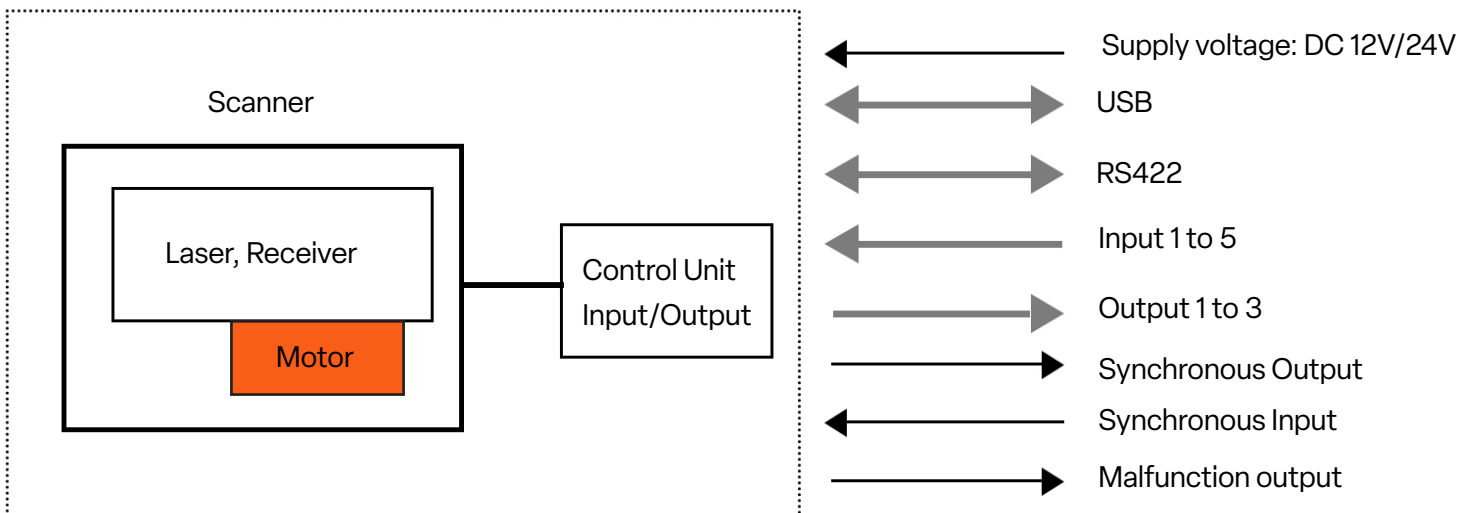 Scanner
Laser, Receiver
Motor
Control Unit
Input/Output
Supply voltage: DC 12V/24V
USB
RS422
Input 1 to 5
Output 1 to 3
Synchronous Output
Synchronous Input
Malfunction output